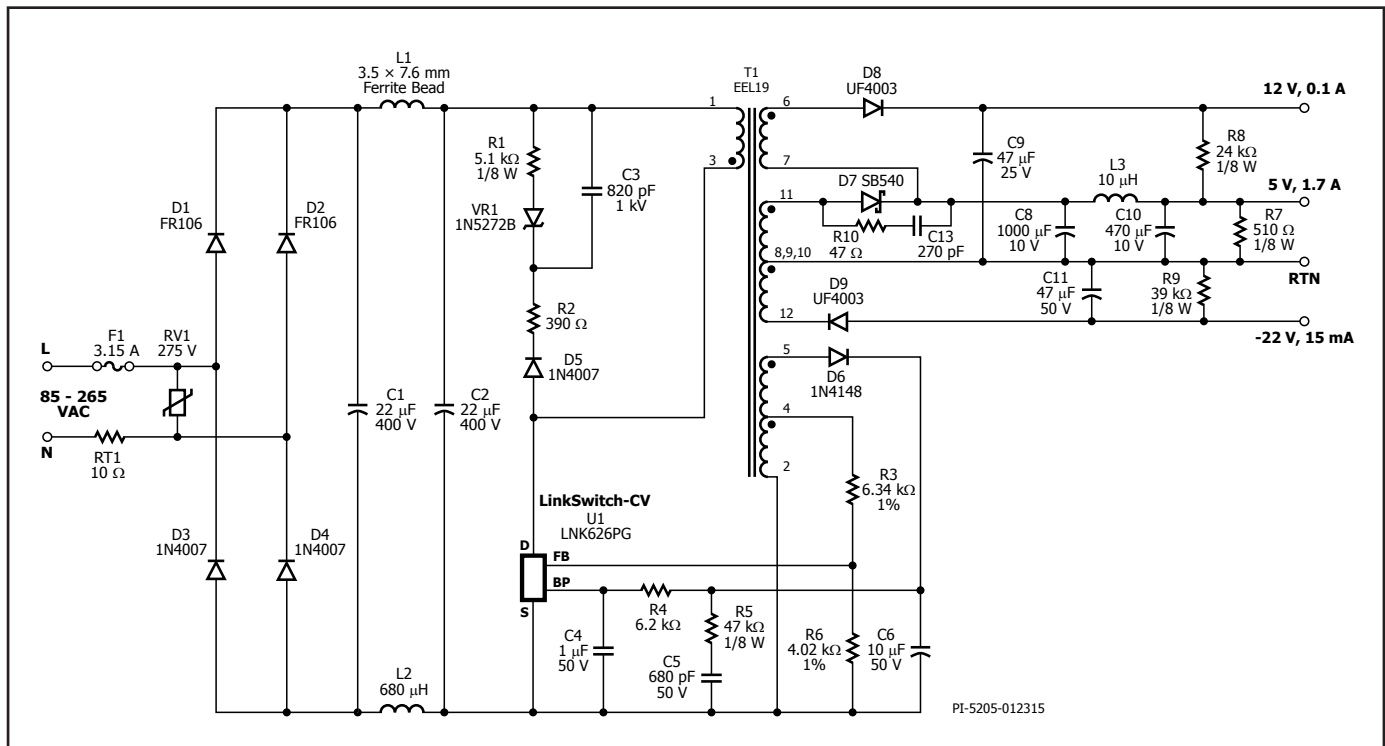 L1
3.5 × 7.6 mm
Ferrite Bead
T1
EEL19
D8
UF4003
12 V, 0.1 A
1
6
R1
5.1 kΩ
1/8 W
C3
820 pF
1 kV
3
7
C9
47 μF
25 V
R8
24 kΩ
1/8 W
L3
10 μH
D7 SB540
11
5 V, 1.7 A
D1
FR106
D2
FR106
VR1
1N5272B
R10
47 Ω
C13
270 pF
C8
1000 μF
10 V
C10
470 μF
10 V
R7
510 Ω
1/8 W
8,9,10
RTN
R2
390 Ω
D9
UF4003
C11
47 μF
50 V
R9
39 kΩ
1/8 W
12
-22 V, 15 mA
L
F1
3.15 A
RV1
275 V
D5
1N4007
5
D6
1N4148
85 - 265
VAC
C1
22 μF
400 V
C2
22 μF
400 V
4
N
RT1
10 Ω
2
R3
6.34 kΩ
1%
LinkSwitch-CV
U1
LNK626PG
D3
1N4007
D4
1N4007
D
FB
BP
S
R4
6.2 kΩ
R5
47 kΩ
1/8 W
C4
1 μF
50 V
C5
680 pF
50 V
R6
4.02 kΩ
1%
C6
10 μF
50 V
L2
680 μH
PI-5205-012315